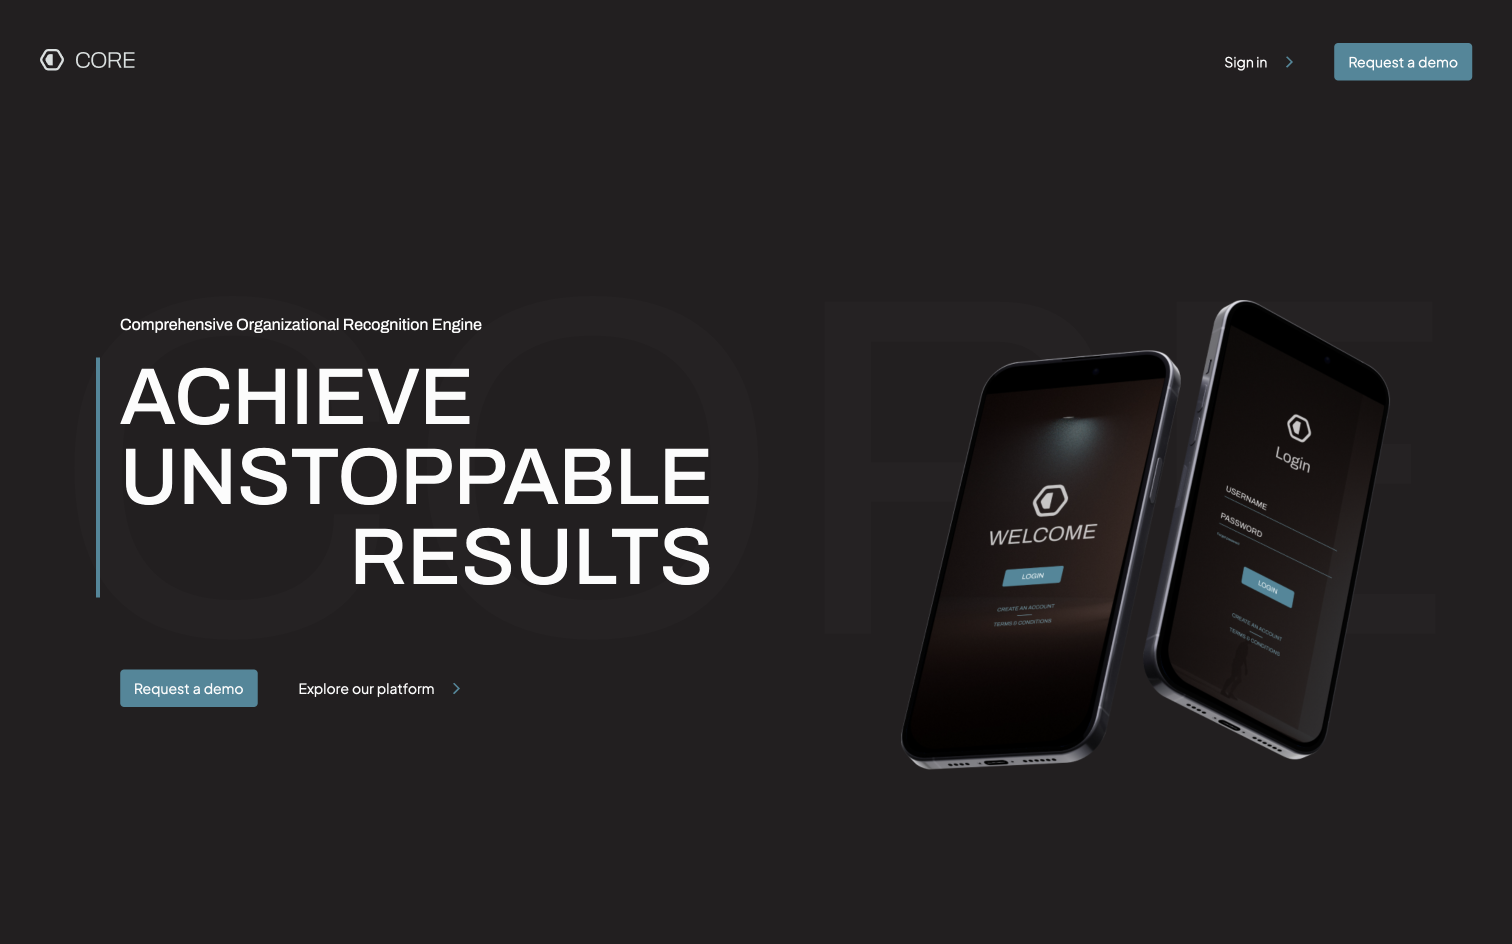 CORE
Sign in
Request a demo
CORE
Comprehensive Organizational Recognition Engine
ACHIEVE
UNSTOPPABLE
RESULTS
Request a demo
Explore our platform
WELCOME
LOGIN
CREATE AN ACCOUNT
TERMS & CONDITIONS
Login
USERNAME
PASSWORD
LOGIN
CREATE AN ACCOUNT
TERMS & CONDITIONS